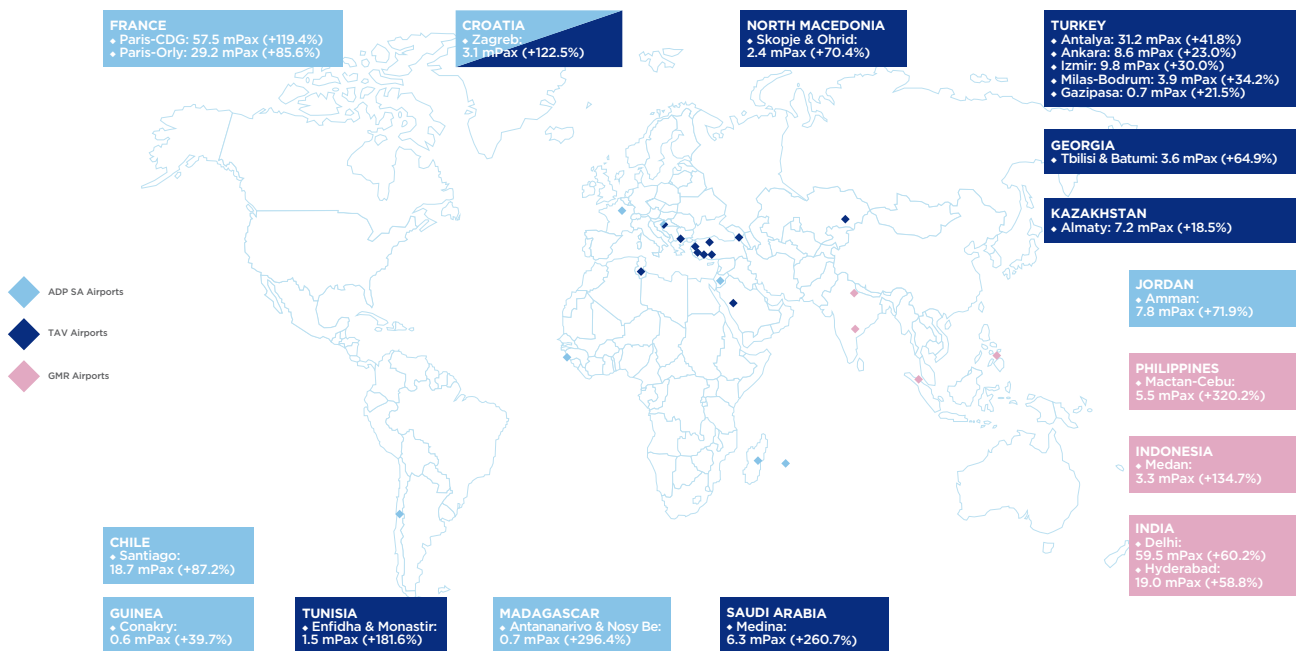 FRANCE
◆ Paris-CDG: 57.5 mPax (+119.4%)
◆ Paris-Orly: 29.2 mPax (+85.6%)
CROATIA
◆ Zagreb:
3.1 mPax (+122.5%)
NORTH MACEDONIA
◆ Skopje & Ohrid:
2.4 mPax (+70.4%)
TURKEY
◆ Antalya: 31.2 mPax (+41.8%)
◆ Ankara: 8.6 mPax (+23.0%)
◆ Izmir: 9.8 mPax (+30.0%)
◆ Milas-Bodrum: 3.9 mPax (+34.2%)
◆ Gazipasa: 0.7 mPax (+21.5%)
GEORGIA
◆ Tbilisi & Batumi: 3.6 mPax (+64.9%)
KAZAKHSTAN
◆ Almaty: 7.2 mPax (+18.5%)
ADP SA Airports
TAV Airports
GMR Airports
JORDAN
◆ Amman:
7.8 mPax (+71.9%)
PHILIPPINES
◆ Mactan-Cebu:
5.5 mPax (+320.2%)
INDONESIA
◆ Medan:
3.3 mPax (+134.7%)
INDIA
◆ Delhi:
59.5 mPax (+60.2%)
◆ Hyderabad:
19.0 mPax (+58.8%)
CHILE
◆ Santiago:
18.7 mPax (+87.2%)
GUINEA
◆ Conakry:
0.6 mPax (+39.7%)
TUNISIA
◆ Enfidha & Monastir:
1.5 mPax (+181.6%)
MADAGASCAR
◆ Antananarivo & Nosy Be:
0.7 mPax (+296.4%)
SAUDI ARABIA
◆ Medina:
6.3 mPax (+260.7%)